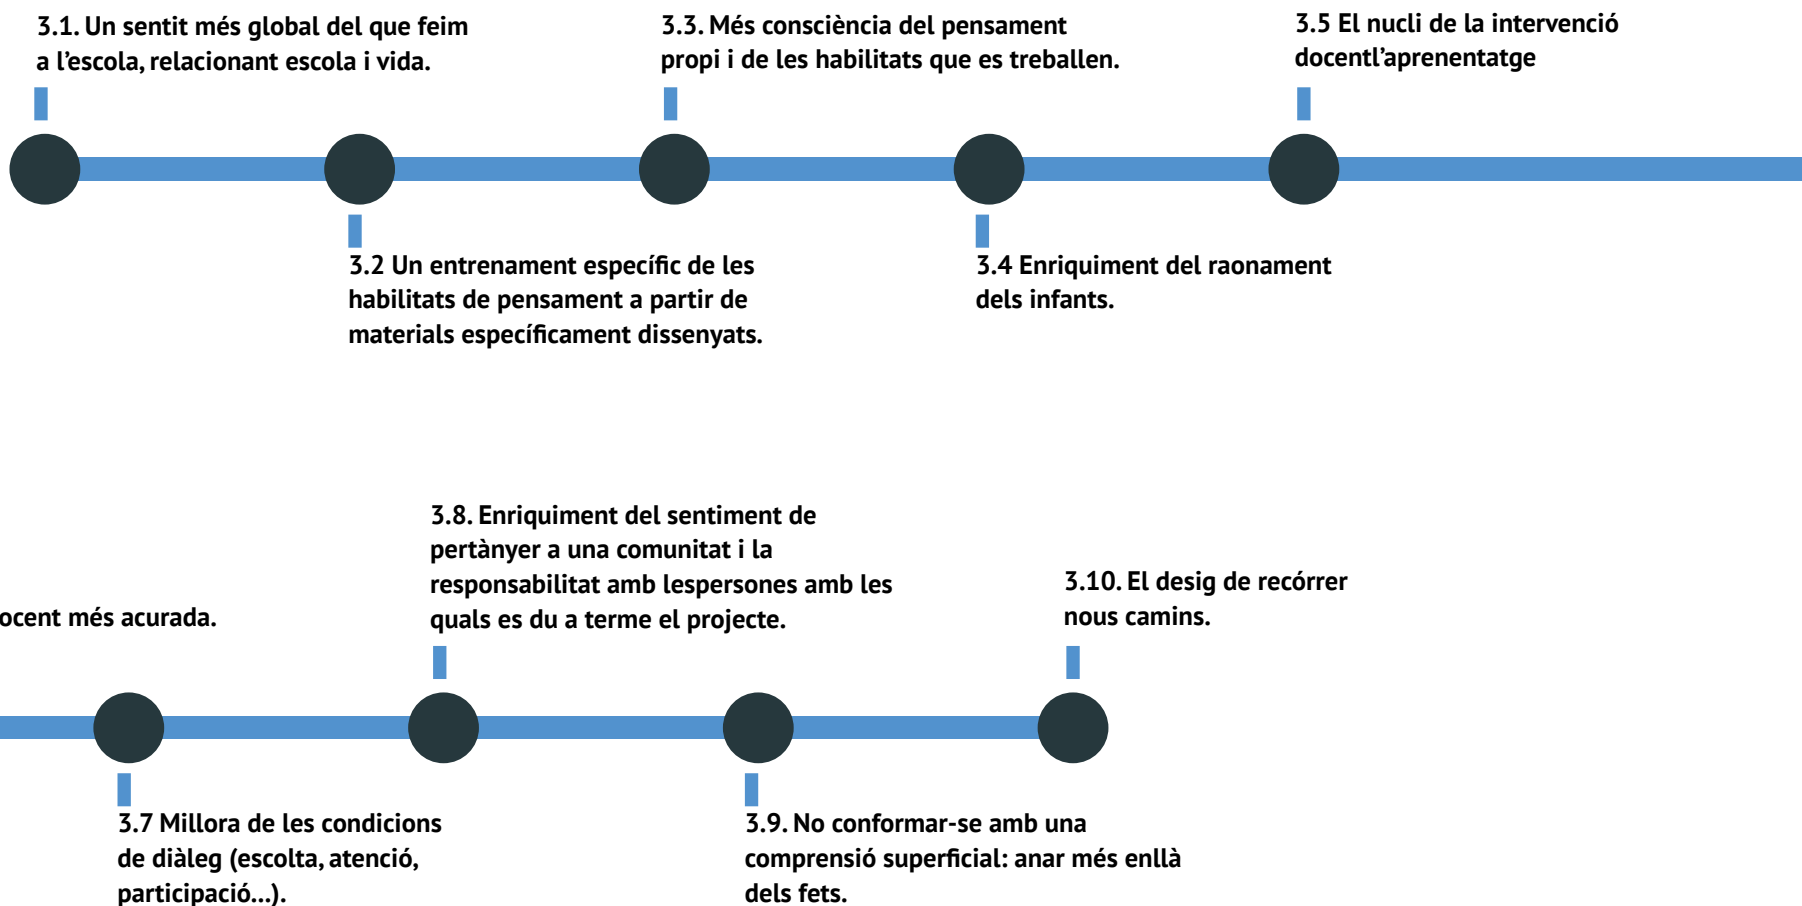 3.1. Un sentit més global del que feim
a l’escola, relacionant escola i vida.
3.3. Més consciència del pensament
propi i de les habilitats que es treballen.
3.5 El nucli de la intervenció
docentl’aprenentatge
3.2 Un entrenament específic de les
habilitats de pensament a partir de
materials específicament dissenyats.
3.4 Enriquiment del raonament
dels infants.
3.8. Enriquiment del sentiment de
pertànyer a una comunitat i la
responsabilitat amb lespersones amb les
quals es du a terme el projecte.
3.10. El desig de recórrer
nous camins.
ocent més acurada.
3.7 Millora de les condicions
de diàleg (escolta, atenció,
participació...).
3.9. No conformar-se amb una
comprensió superficial: anar més enllà
dels fets.